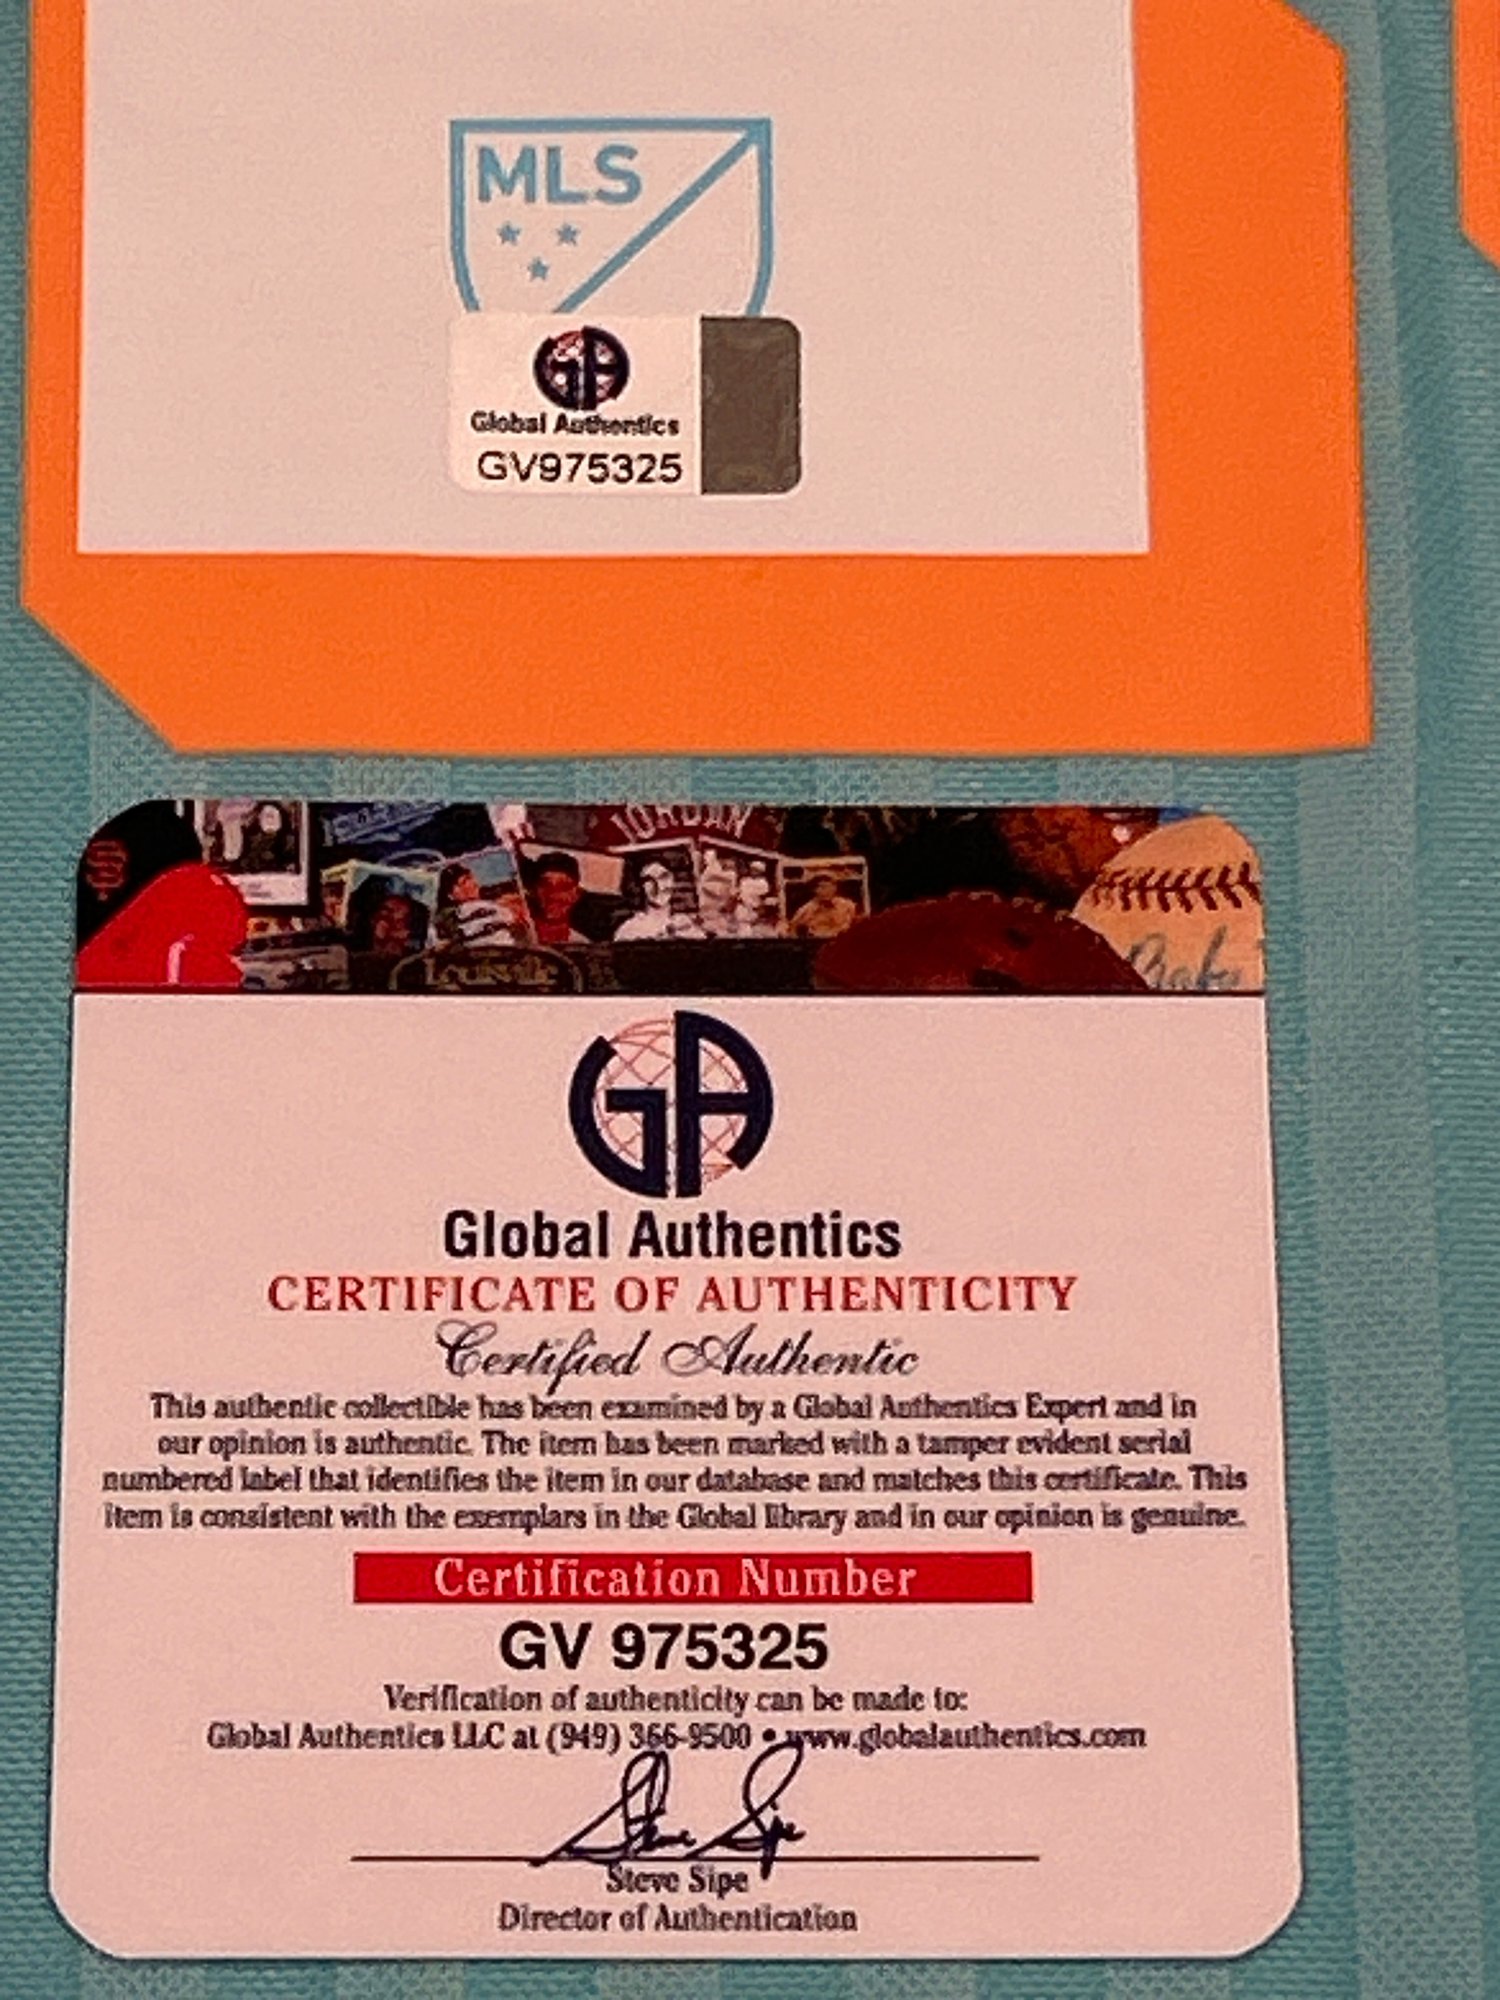 MLS
GA
Global Authentics
GV975325
JORDAN
Louisville
Babe
GA
Global Authentics
CERTIFICATE OF AUTHENTICITY
Certified Authentic
This authentic collectible has been examined by a Global Authentics Expert and in
our opinion is authentic. The item has been marked with a tamper evident serial
numbered label that identifies the item in our database and matches this certificate. This
item is consistent with the exemplars in the Global library and in our opinion is genuine.
Certification Number
GV 975325
Verification of authenticity can be made to:
Global Authentics LLC at (949) 366-9500 • www.globalauthentics.com
Steve Sipe
Steve Sipe
Director of Authentication